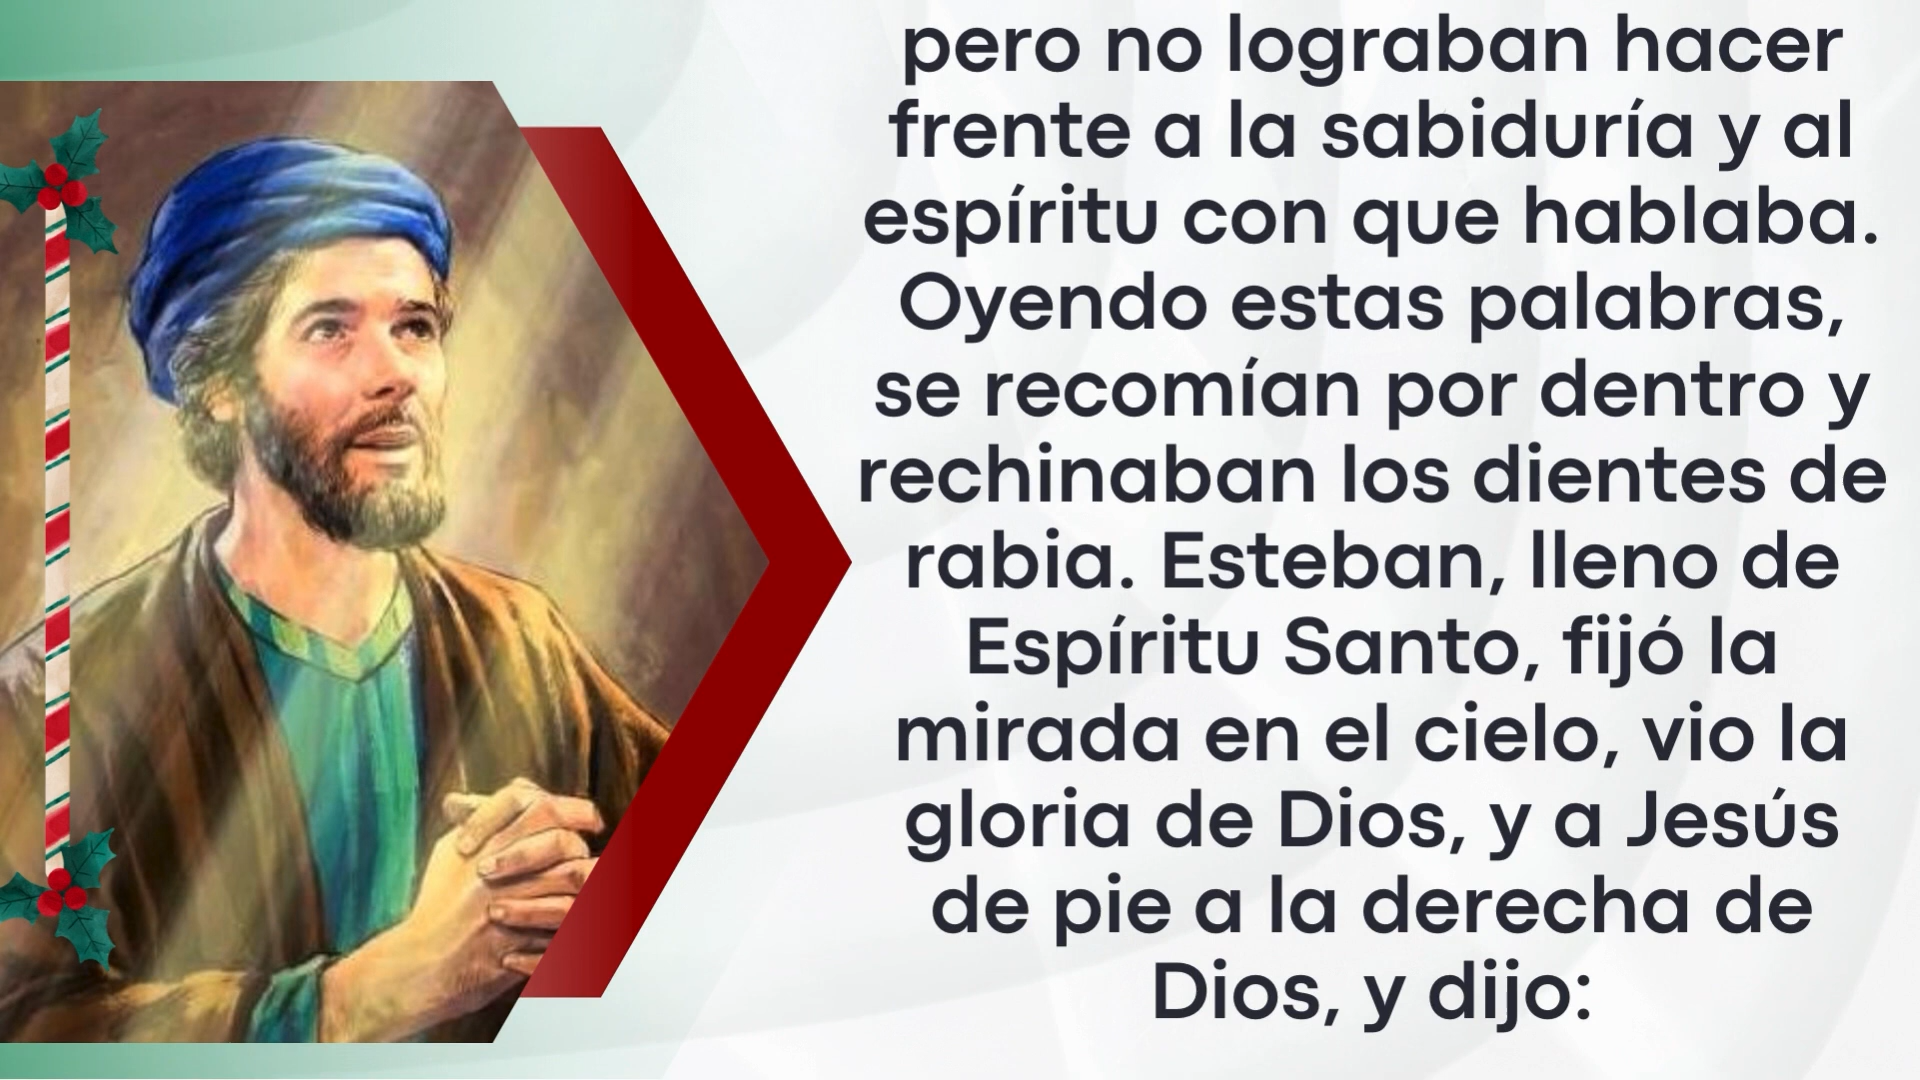 pero no lograban hacer
frente a la sabiduría y al
espíritu con que hablaba.
Oyendo estas palabras,
se recomían por dentro y
rechinaban los dientes de
rabia. Esteban, lleno de
Espíritu Santo, fijó la
mirada en el cielo, vio la
gloria de Dios, y a Jesús
de pie a la derecha de
Dios, y dijo: